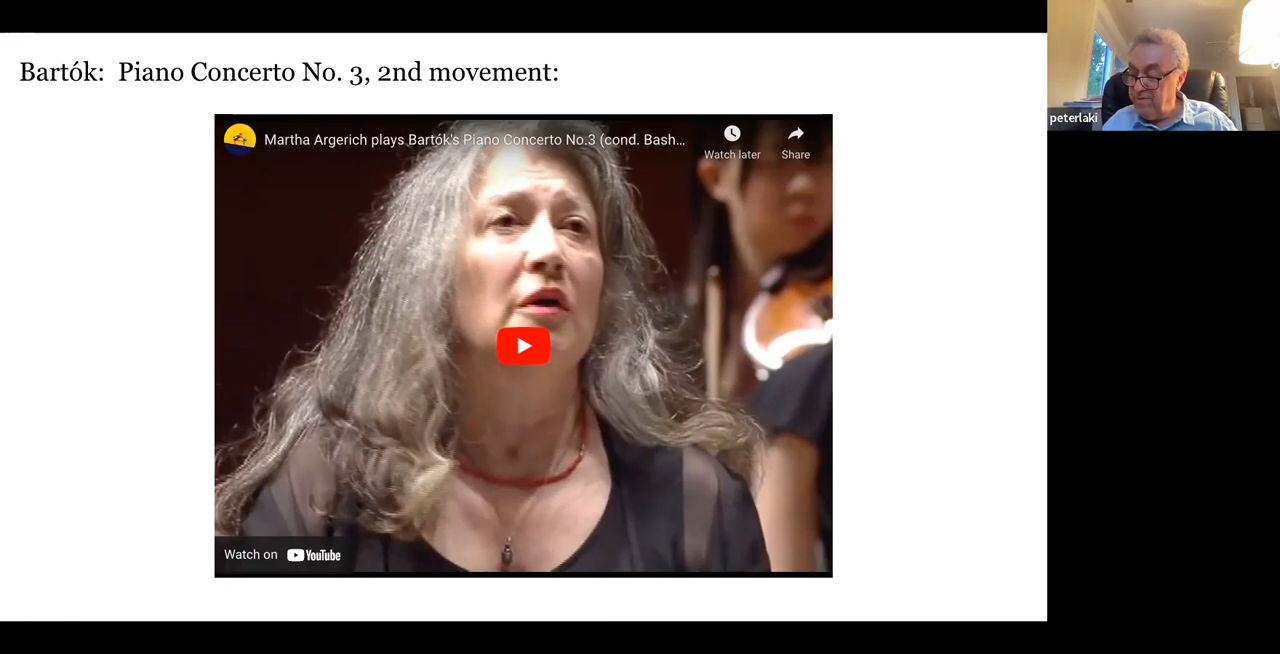 Bartók: Piano Concerto No. 3, 2nd movement:
peterlaki
Martha Argerich plays Bartók's Piano Concerto No.3 (cond. Bash...
Watch later
Share
Watch on YouTube